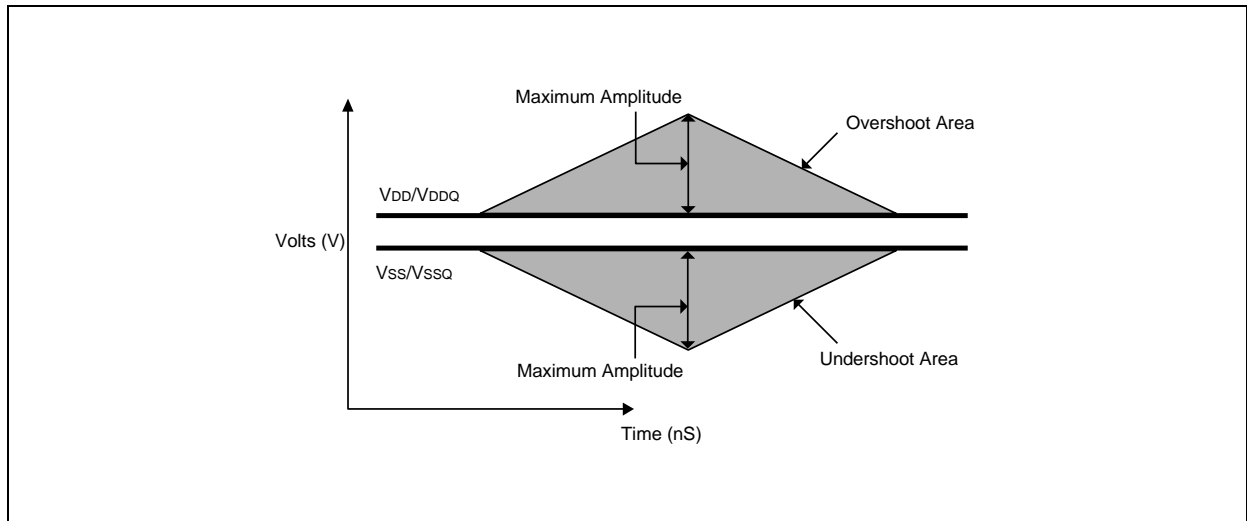 Maximum Amplitude
Overshoot Area
VDD/VDDQ
Volts (V)
VSS/VSSQ
Maximum Amplitude
Undershoot Area
Time (nS)